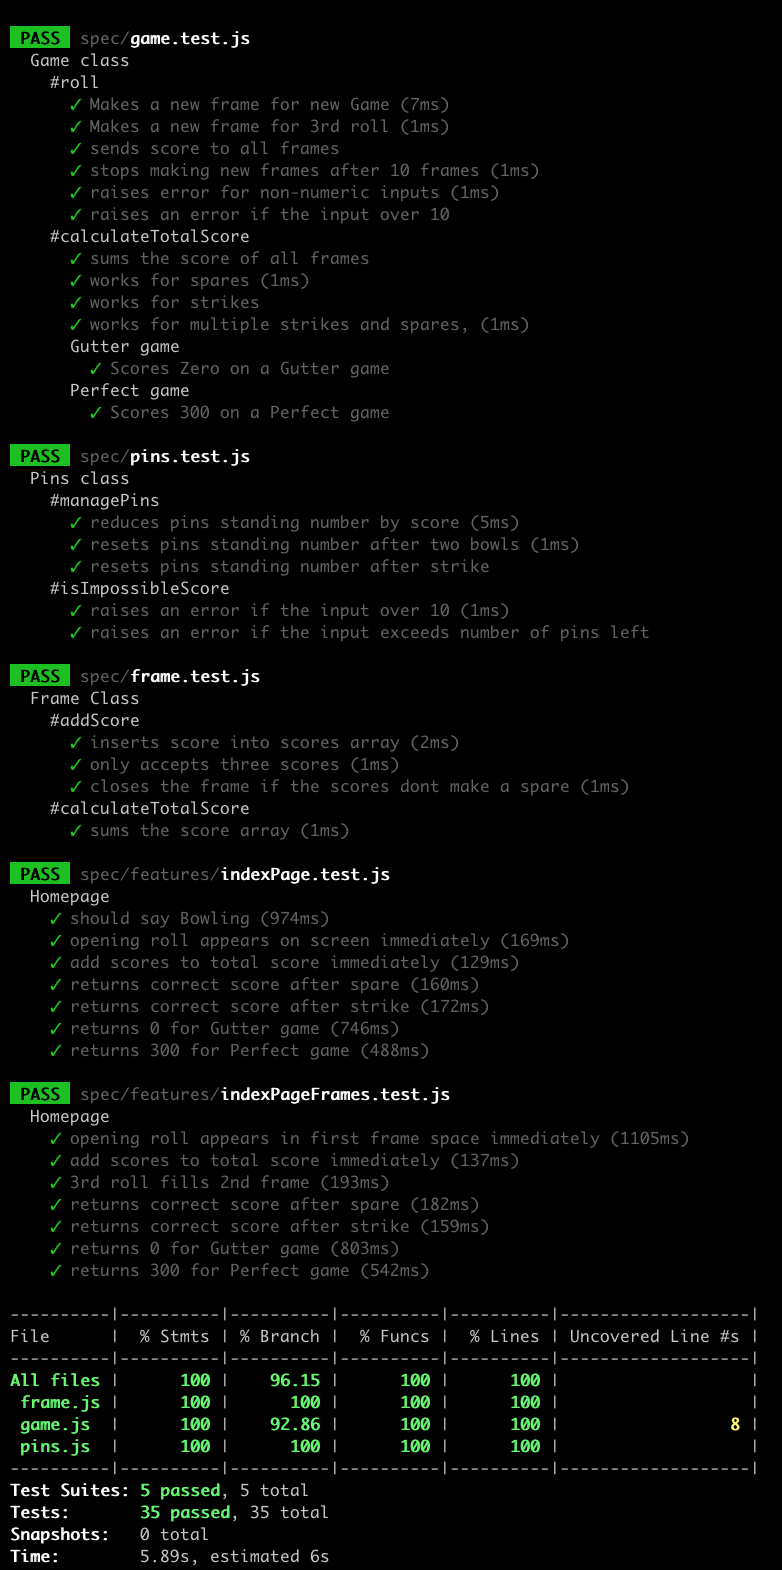 PASS spec/game.test.js
Game class
#roll
✓ Makes a new frame for new Game (7ms)
✓ Makes a new frame for 3rd roll (1ms)
✓ sends score to all frames
✓ stops making new frames after 10 frames (1ms)
✓ raises error for non-numeric inputs (1ms)
✓ raises an error if the input over 10
#calculateTotalScore
✓ sums the score of all frames
✓ works for spares (1ms)
✓ works for strikes
✓ works for multiple strikes and spares, (1ms)
Gutter game
✓ Scores Zero on a Gutter game
Perfect game
✓ Scores 300 on a Perfect game
PASS spec/pins.test.js
Pins class
#managePins
✓ reduces pins standing number by score (5ms)
✓ resets pins standing number after two bowls (1ms)
✓ resets pins standing number after strike
#isImpossibleScore
✓ raises an error if the input over 10 (1ms)
✓ raises an error if the input exceeds number of pins left
PASS spec/frame.test.js
Frame Class
#addScore
✓ inserts score into scores array (2ms)
✓ only accepts three scores (1ms)
✓ closes the frame if the scores dont make a spare (1ms)
#calculateTotalScore
✓ sums the score array (1ms)
PASS spec/features/indexPage.test.js
Homepage
✓ should say Bowling (974ms)
✓ opening roll appears on screen immediately (169ms)
✓ add scores to total score immediately (129ms)
✓ returns correct score after spare (160ms)
✓ returns correct score after strike (172ms)
✓ returns 0 for Gutter game (746ms)
✓ returns 300 for Perfect game (488ms)
PASS spec/features/indexPageFrames.test.js
Homepage
✓ opening roll appears in first frame space immediately (1105ms)
✓ add scores to total score immediately (137ms)
✓ 3rd roll fills 2nd frame (193ms)
✓ returns correct score after spare (182ms)
✓ returns correct score after strike (159ms)
✓ returns 0 for Gutter game (803ms)
✓ returns 300 for Perfect game (542ms)
----------|----------|----------|----------|----------|-------------------|
File      |  % Stmts | % Branch |  % Funcs |  % Lines | Uncovered Line #s |
----------|----------|----------|----------|----------|-------------------|
All files |      100 |    96.15 |      100 |      100 |                   |
 frame.js |      100 |      100 |      100 |      100 |                   |
 game.js  |      100 |    92.86 |      100 |      100 |                 8 |
 pins.js  |      100 |      100 |      100 |      100 |                   |
----------|----------|----------|----------|----------|-------------------|
Test Suites: 5 passed, 5 total
Tests:       35 passed, 35 total
Snapshots:   0 total
Time:        5.89s, estimated 6s